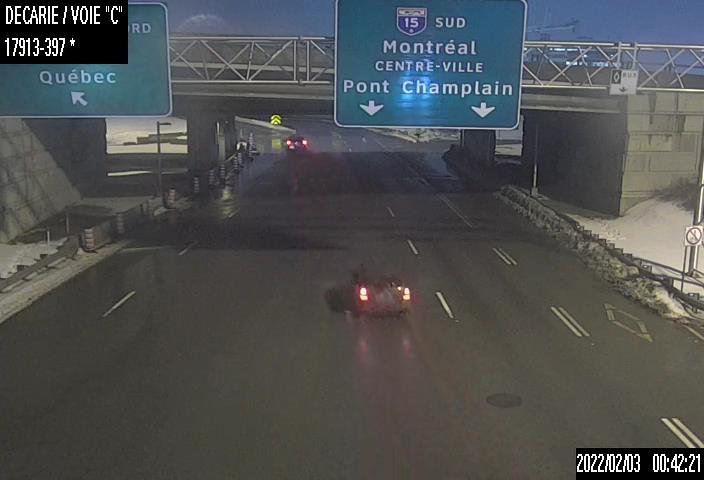 DECARIE / VOIE "C"
17913-397 *
ORD
Québec
15 SUD
Montréal
CENTRE-VILLE
Pont Champlain
BUS
2022/02/03 00:42:21